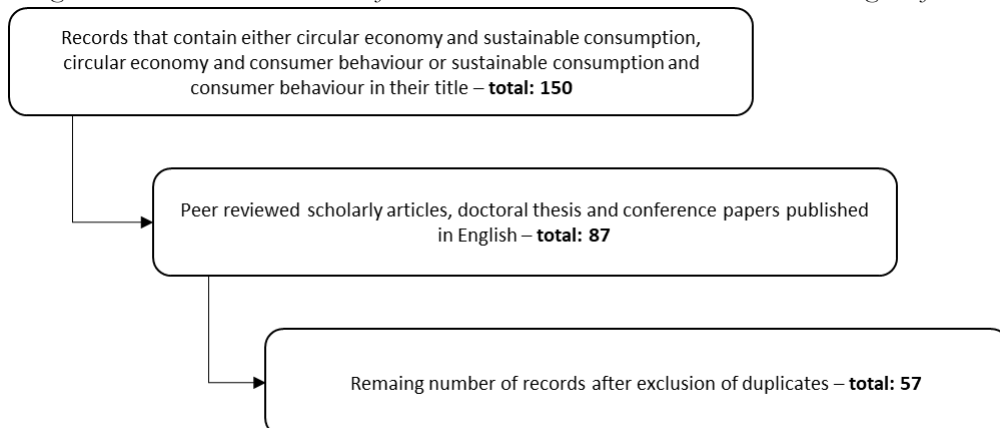 Records that contain either circular economy and sustainable consumption,
circular economy and consumer behaviour or sustainable consumption and
consumer behaviour in their title – total: 150
Peer reviewed scholarly articles, doctoral thesis and conference papers published
in English – total: 87
Remaing number of records after exclusion of duplicates – total: 57